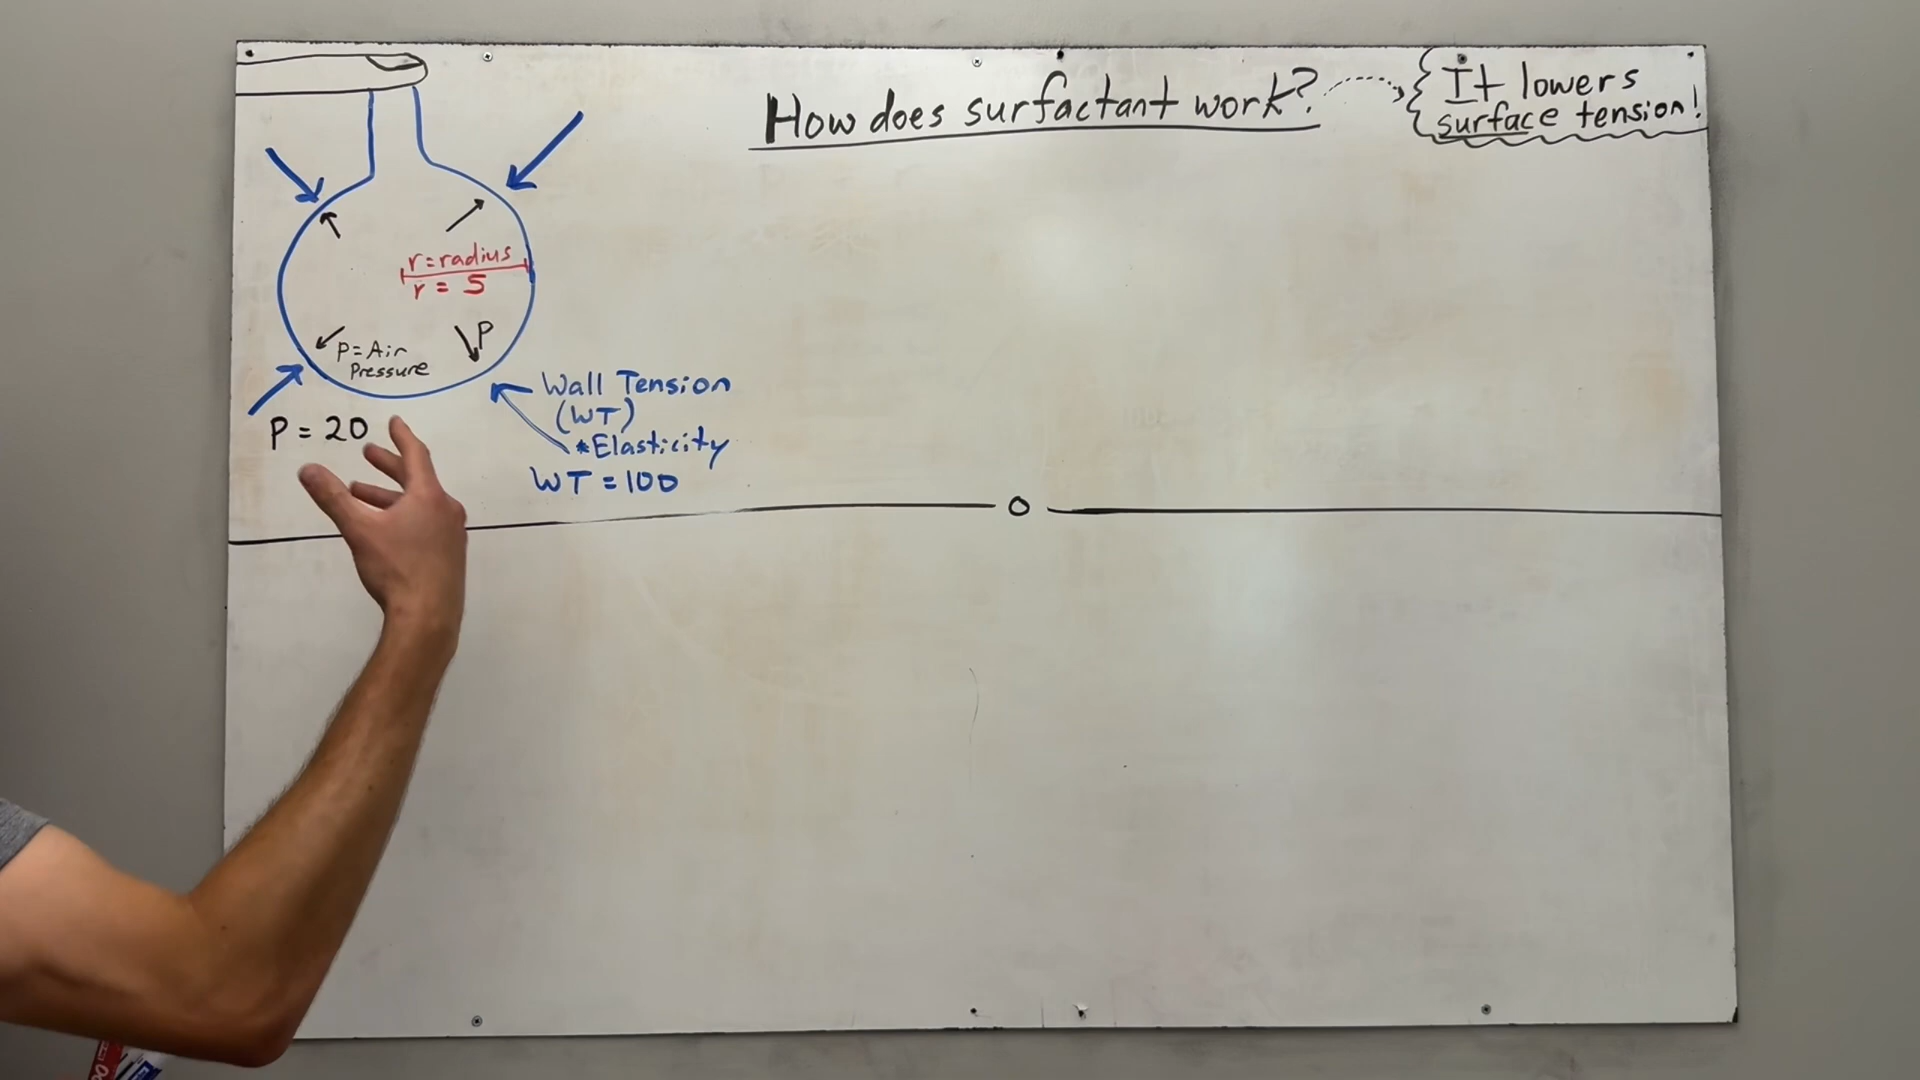 How does surfactant work?
It lowers
surface tension!
r=radius
r = 5
P
P=Air
Pressure
P = 20
Wall Tension
(WT)
*Elasticity
WT = 100